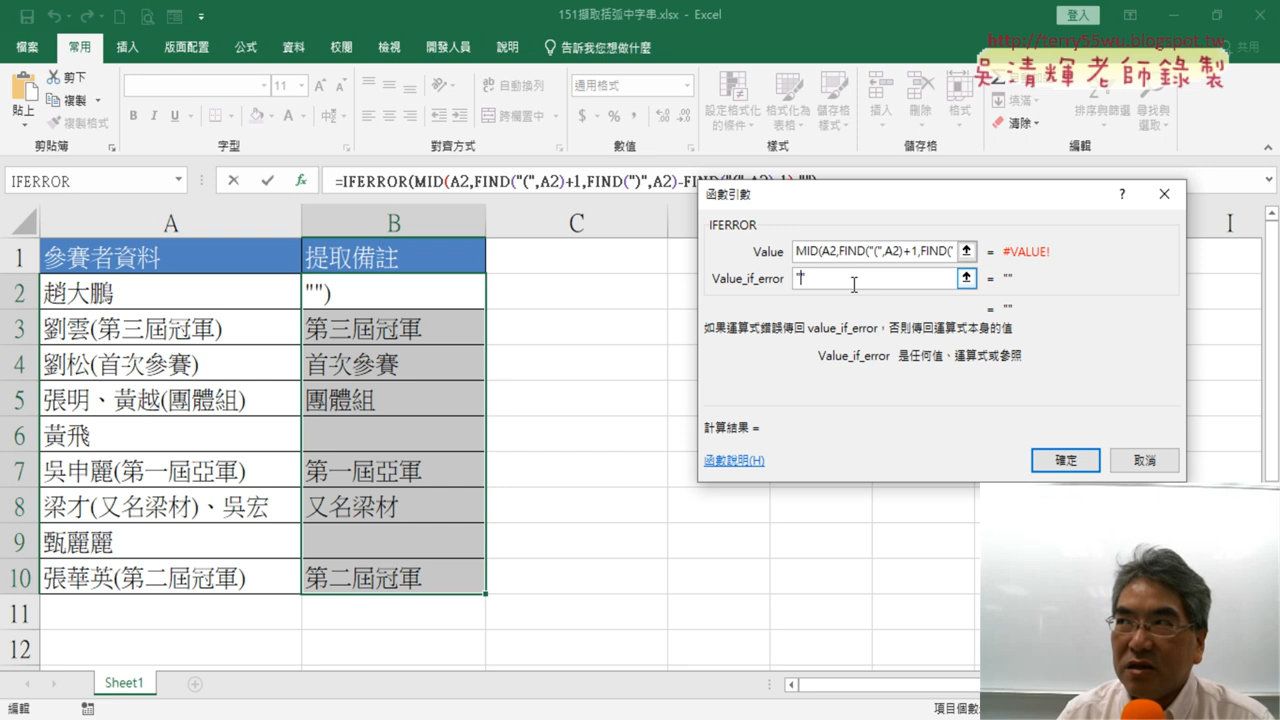 151擷取括弧中字串.xlsx - Excel
登入
檔案 常用 插入 版面配置 公式 資料 校閱 檢視 開發人員 說明 告訴我您想做什麼 共用
http://terry55wu.blogspot.tw
吳清輝老師錄製
貼上 剪下 複製 複製格式 剪貼簿
11 B I U A 中 字型
自動換列 跨欄置中 對齊方式
通用格式 $ % , 數值
設定格式化的條件 格式化為表格 儲存格樣式 樣式
插入 刪除 格式 儲存格
填滿 清除 排序與篩選 尋找與選取 編輯
IFERROR fx =IFERROR(MID(A2,FIND("(",A2)+1,FIND(")",A2)-FIND("(",A2)-1),"")
A B C I
1 參賽者資料 提取備註
2 趙大鵬 "")
3 劉雲(第三屆冠軍) 第三屆冠軍
4 劉松(首次參賽) 首次參賽
5 張明、黃越(團體組) 團體組
6 黃飛
7 吳申麗(第一屆亞軍) 第一屆亞軍
8 梁才(又名梁材)、吳宏 又名梁材
9 甄麗麗
10 張華英(第二屆冠軍) 第二屆冠軍
11
12
函數引數 ?
IFERROR
Value MID(A2,FIND("(",A2)+1,FIND(" = #VALUE!
Value_if_error "" = ""
= ""
如果運算式錯誤傳回 value_if_error，否則傳回運算式本身的值
Value_if_error 是任何值、運算式或參照
計算結果 =
函數說明(H) 確定 取消
Sheet1
編輯 項目個數